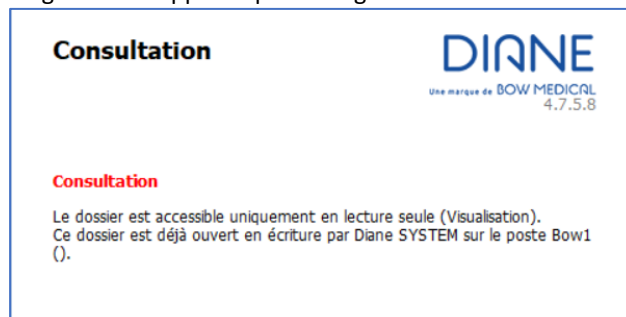 Consultation
DIANE
Une marque de BOW MEDICAL
4.7.5.8
Consultation
Le dossier est accessible uniquement en lecture seule (Visualisation).
Ce dossier est déjà ouvert en écriture par Diane SYSTEM sur le poste Bow1
().